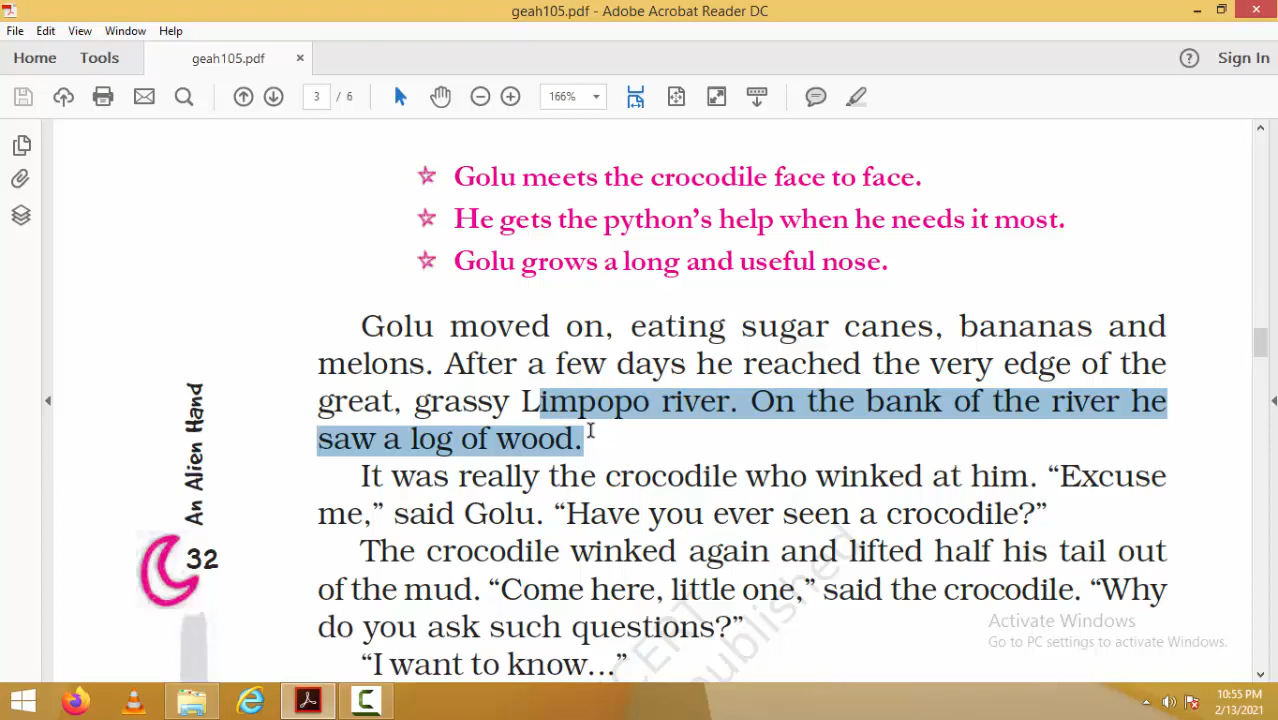 geah105.pdf - Adobe Acrobat Reader DC
File Edit View Window Help
Home Tools geah105.pdf × ? Sign In
3 / 6 166%
Golu meets the crocodile face to face.
He gets the python’s help when he needs it most.
Golu grows a long and useful nose.
Golu moved on, eating sugar canes, bananas and
melons. After a few days he reached the very edge of the
great, grassy Limpopo river. On the bank of the river he
saw a log of wood.
It was really the crocodile who winked at him. “Excuse
me,” said Golu. “Have you ever seen a crocodile?”
The crocodile winked again and lifted half his tail out
of the mud. “Come here, little one,” said the crocodile. “Why
do you ask such questions?”
“I want to know...”
An Alien Hand
32
CERT
published
Activate Windows
Go to PC settings to activate Windows.
10:55 PM
2/13/2021